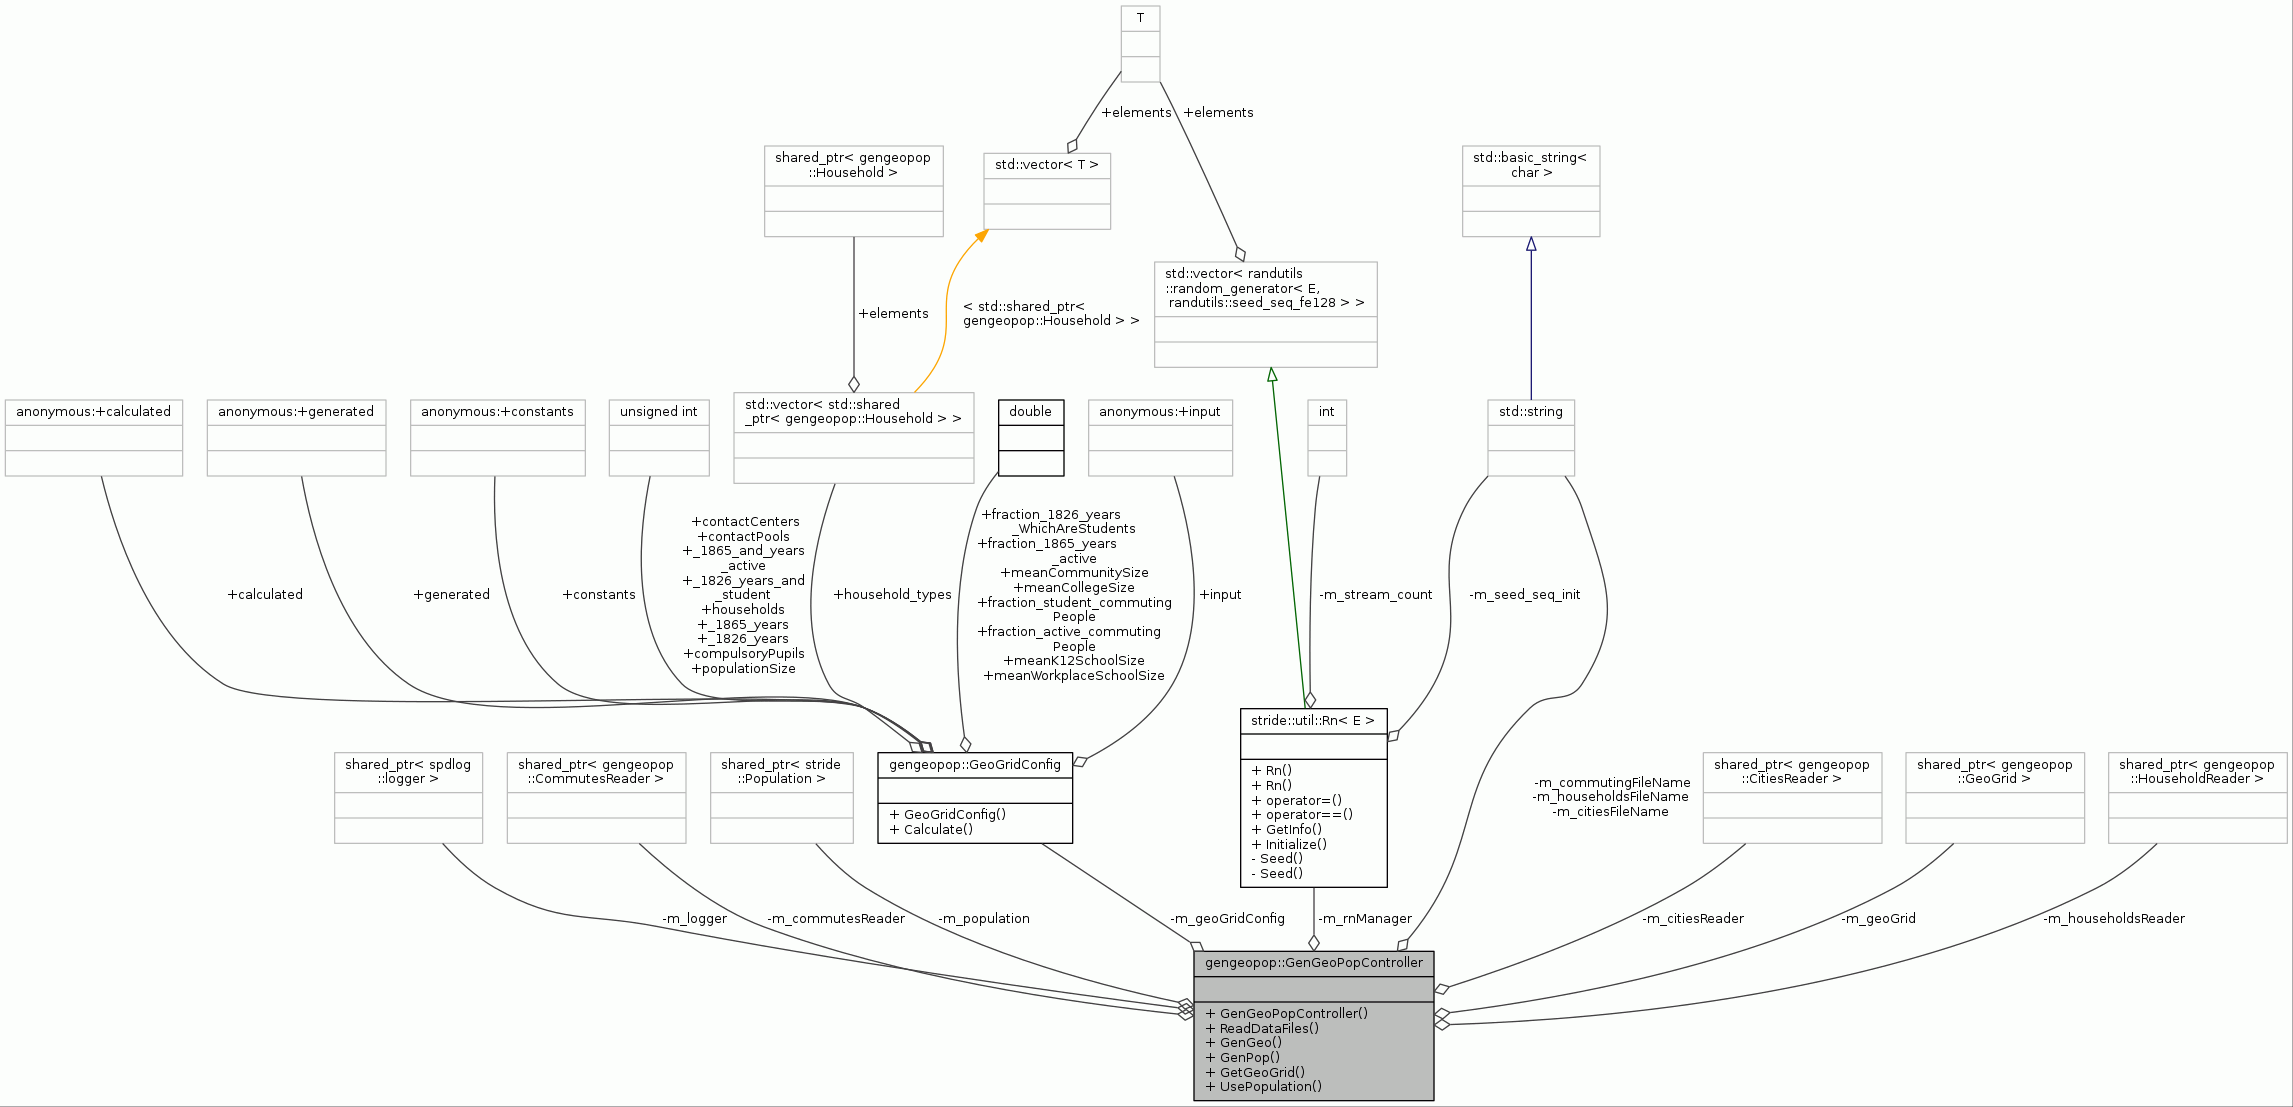 T
+elements
+elements
shared_ptr< gengeopop
::Household >
std::vector< T >
std::basic_string<
char >
std::vector< randutils
::random_generator< E,
randutils::seed_seq_fe128 > >
+elements
< std::shared_ptr<
gengeopop::Household > >
anonymous:+calculated
anonymous:+generated
anonymous:+constants
unsigned int
std::vector< std::shared
_ptr< gengeopop::Household > >
double
anonymous:+input
int
std::string
+calculated
+generated
+constants
+contactCenters
+contactPools
+_1865_and_years
_active
+_1826_years_and
_student
+households
+_1865_years
+_1826_years
+compulsoryPupils
+populationSize
+household_types
+fraction_1826_years
_WhichAreStudents
+fraction_1865_years
_active
+meanCommunitySize
+meanCollegeSize
+fraction_student_commuting
People
+fraction_active_commuting
People
+meanK12SchoolSize
+meanWorkplaceSchoolSize
+input
-m_stream_count
-m_seed_seq_init
shared_ptr< spdlog
::logger >
shared_ptr< gengeopop
::CommutesReader >
shared_ptr< stride
::Population >
gengeopop::GeoGridConfig
+ GeoGridConfig()
+ Calculate()
stride::util::Rn< E >
+ Rn()
+ Rn()
+ operator=()
+ operator==()
+ GetInfo()
+ Initialize()
- Seed()
- Seed()
-m_commutingFileName
-m_householdsFileName
-m_citiesFileName
shared_ptr< gengeopop
::CitiesReader >
shared_ptr< gengeopop
::GeoGrid >
shared_ptr< gengeopop
::HouseholdReader >
-m_logger
-m_commutesReader
-m_population
-m_geoGridConfig
-m_rnManager
-m_citiesReader
-m_geoGrid
-m_householdsReader
gengeopop::GenGeoPopController
+ GenGeoPopController()
+ ReadDataFiles()
+ GenGeo()
+ GenPop()
+ GetGeoGrid()
+ UsePopulation()